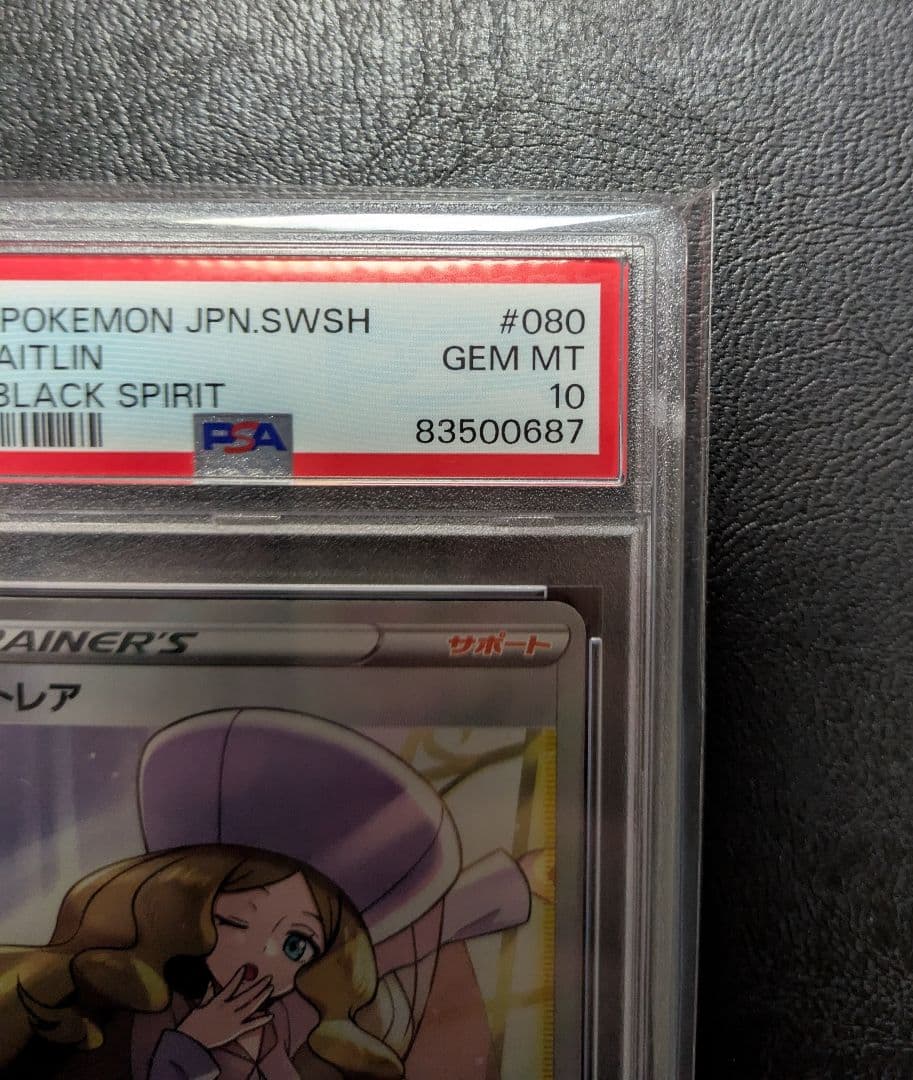 POKEMON JPN.SWSH #080
AITLIN GEM MT
BLACK SPIRIT 10
PSA 83500687
RAINER'S サポート
トレア